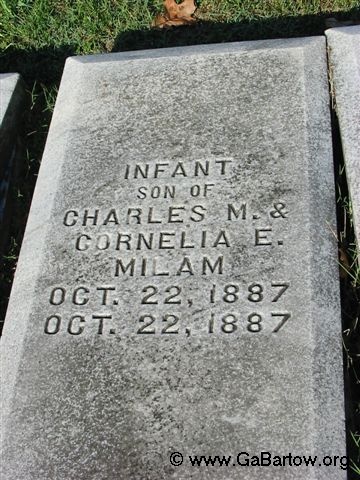 INFANT
SON OF
CHARLES M. &
CORNELIA E.
MILAM
OCT. 22, 1887
OCT. 22, 1887
© www.GaBartow.org